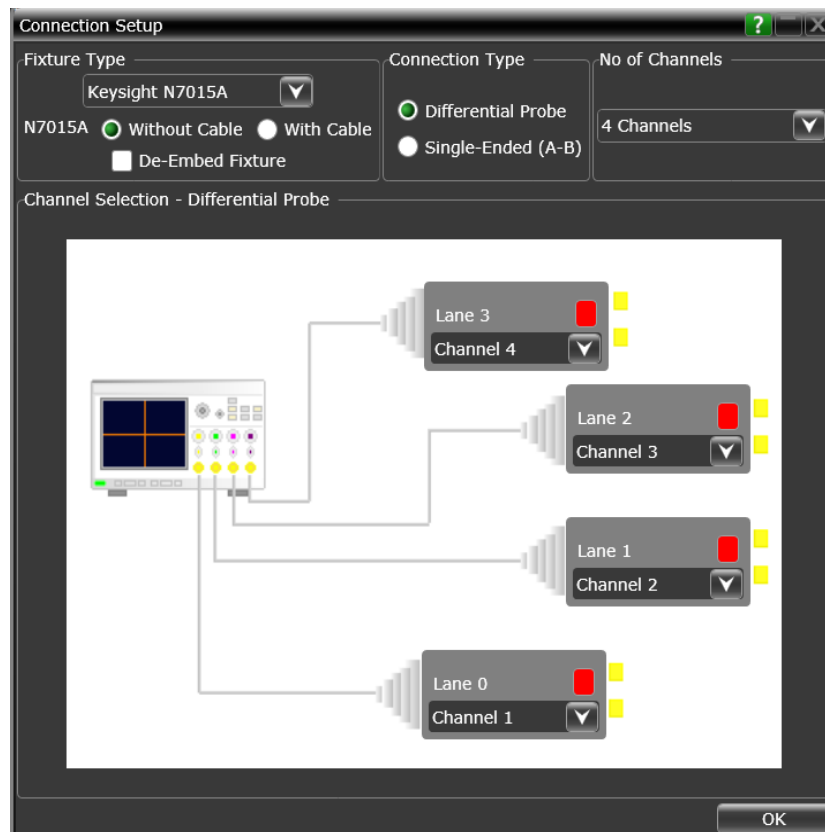 Connection Setup
?
Fixture Type
Keysight N7015A
N7015A Without Cable With Cable
De-Embed Fixture
Connection Type
Differential Probe
Single-Ended (A-B)
No of Channels
4 Channels
Channel Selection - Differential Probe
Lane 3
Channel 4
Lane 2
Channel 3
Lane 1
Channel 2
Lane 0
Channel 1
OK